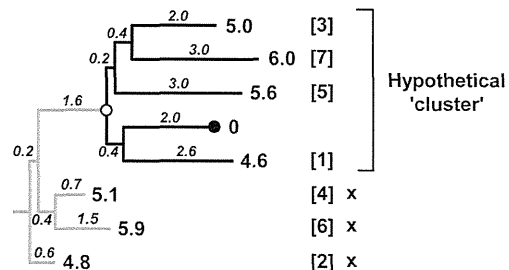 2.0 5.0 [3]
0.4
3.0 6.0 [7]
0.2
3.0 5.6 [5]
Hypothetical
'cluster'
1.6
2.0 0
0.4 2.6 4.6 [1]
0.2
0.7 5.1 [4] x
0.4 1.5 5.9 [6] x
0.6 4.8 [2] x